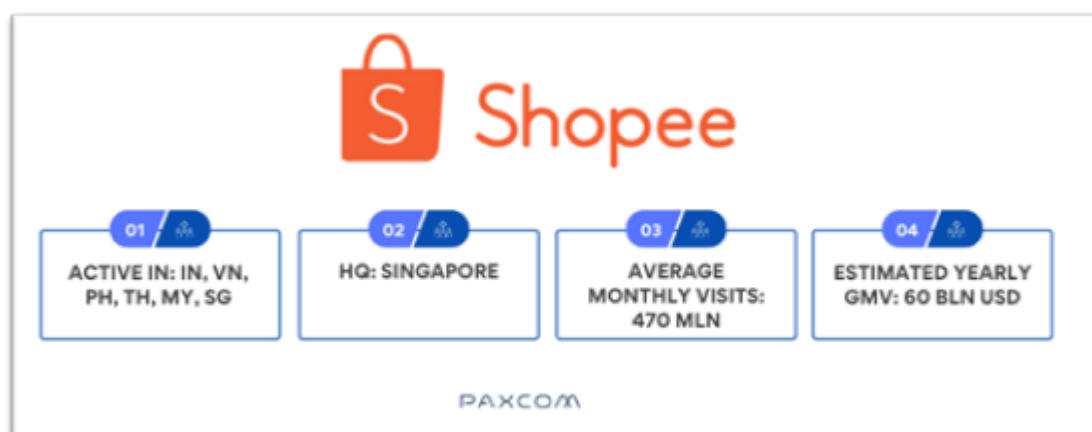 S
Shopee
01
ACTIVE IN: IN, VN,
PH, TH, MY, SG
02
HQ: SINGAPORE
03
AVERAGE
MONTHLY VISITS:
470 MLN
04
ESTIMATED YEARLY
GMV: 60 BLN USD
PAXCOM